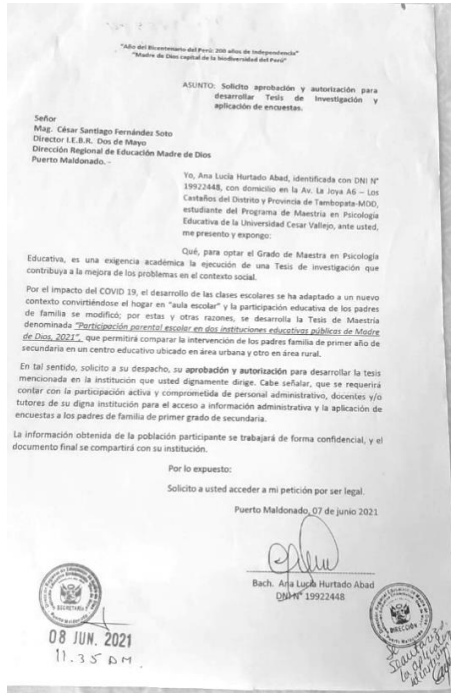 "Año del Bicentenario del Perú: 200 años de Independencia"
"Madre de Dios capital de la biodiversidad del Perú"
ASUNTO: Solicito aprobación y autorización para
desarrollar Tesis de Investigación y
aplicación de encuestas.
Señor
Mag. César Santiago Fernández Soto
Director I.E.B.R. Dos de Mayo
Dirección Regional de Educación Madre de Dios
Puerto Maldonado. -
Yo, Ana Lucía Hurtado Abad, identificada con DNI N°
19922448, con domicilio en la Av. La Joya A6 – Los
Castaños del Distrito y Provincia de Tambopata-MDD,
estudiante del Programa de Maestría en Psicología
Educativa de la Universidad Cesar Vallejo, ante usted,
me presento y expongo:
Qué, para optar el Grado de Maestra en Psicología
Educativa, es una exigencia académica la ejecución de una Tesis de investigación que
contribuya a la mejora de los problemas en el contexto social.
Por el impacto del COVID 19, el desarrollo de las clases escolares se ha adaptado a un nuevo
contexto convirtiéndose el hogar en "aula escolar" y la participación educativa de los padres
de familia se modificó; por estas y otras razones, se desarrolla la Tesis de Maestría
denominada "Participación parental escolar en dos instituciones educativas públicas de Madre
de Dios, 2021", que permitirá comparar la intervención de los padres familia de primer año de
secundaria en un centro educativo ubicado en área urbana y otro en área rural.
En tal sentido, solicito a su despacho, su aprobación y autorización para desarrollar la tesis
mencionada en la institución que usted dignamente dirige. Cabe señalar, que se requerirá
contar con la participación activa y comprometida de personal administrativo, docentes y/o
tutores de su digna institución para el acceso a información administrativa y la aplicación de
encuestas a los padres de familia de primer grado de secundaria.
La información obtenida de la población participante se trabajará de forma confidencial, y el
documento final se compartirá con su institución.
Por lo expuesto:
Solicito a usted acceder a mi petición por ser legal.
Puerto Maldonado, 07 de junio 2021
Bach. Ana Lucía Hurtado Abad
DNI N° 19922448
SECRETARIA
08 JUN. 2021
11.35 AM.
DIRECCIÓN